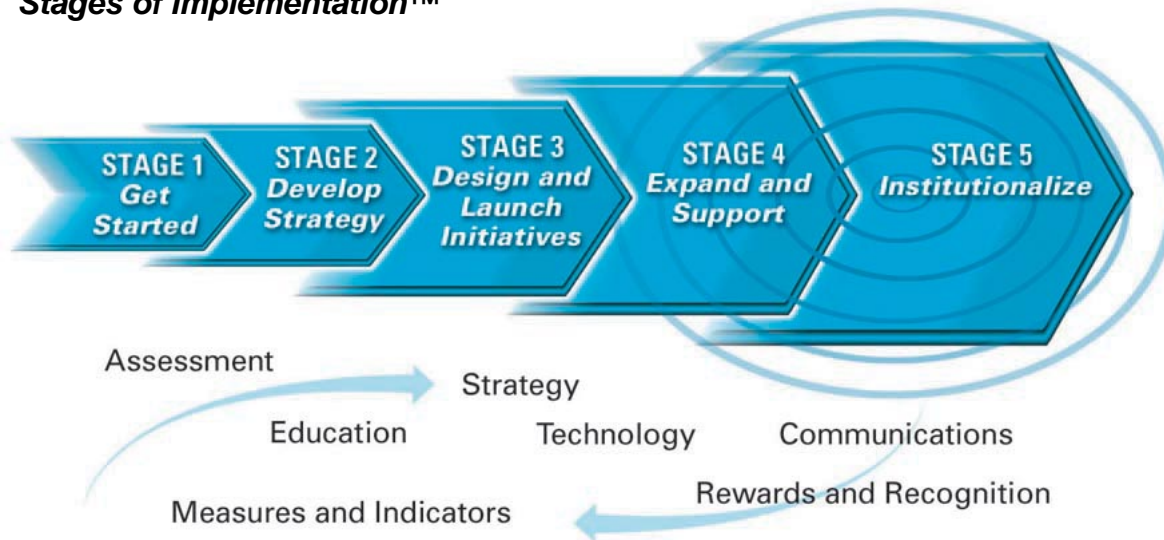 Stages of Implementation™
STAGE 1
Get
Started
STAGE 2
Develop
Strategy
STAGE 3
Design and
Launch
Initiatives
STAGE 4
Expand and
Support
STAGE 5
Institutionalize
Assessment
Strategy
Education
Technology
Communications
Measures and Indicators
Rewards and Recognition